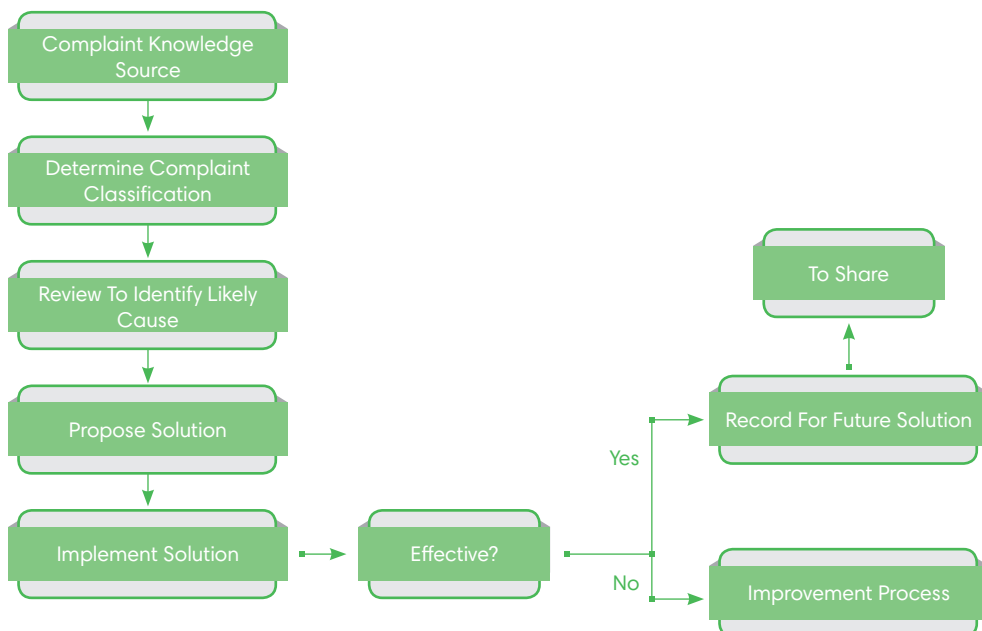 Complaint Knowledge
Source
Determine Complaint
Classification
Review To Identify Likely
Cause
Propose Solution
Implement Solution
Effective?
Yes
No
To Share
Record For Future Solution
Improvement Process